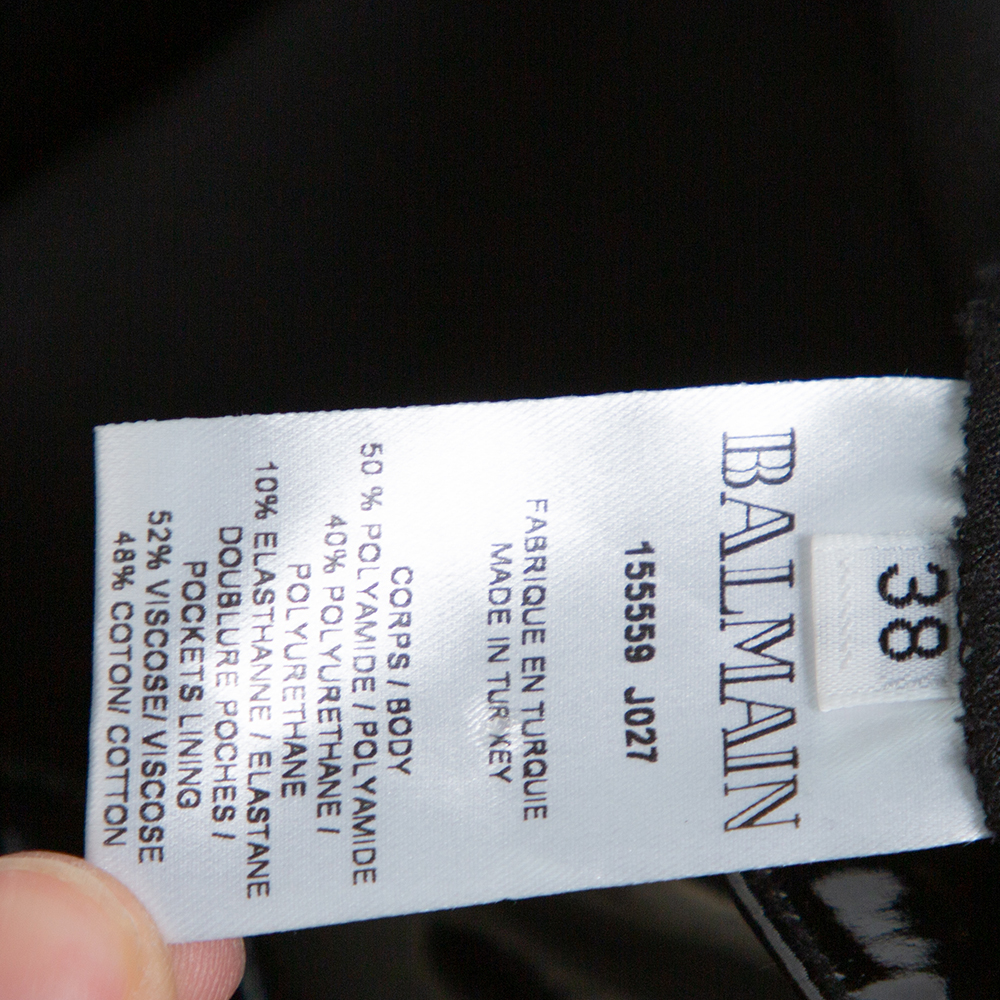 38
BALMAIN
15559 J027
FABRIQUE EN TURQUIE
MADE IN TURKEY
CORPS / BODY
50 % POLYAMIDE / POLYAMIDE
40% POLYURETHANE /
POLYURETHANE
10% ELASTHANNE / ELASTANE
DOUBLURE POCHES /
POCKETS LINING
52% VISCOSE/ VISCOSE
48% COTON/ COTTON